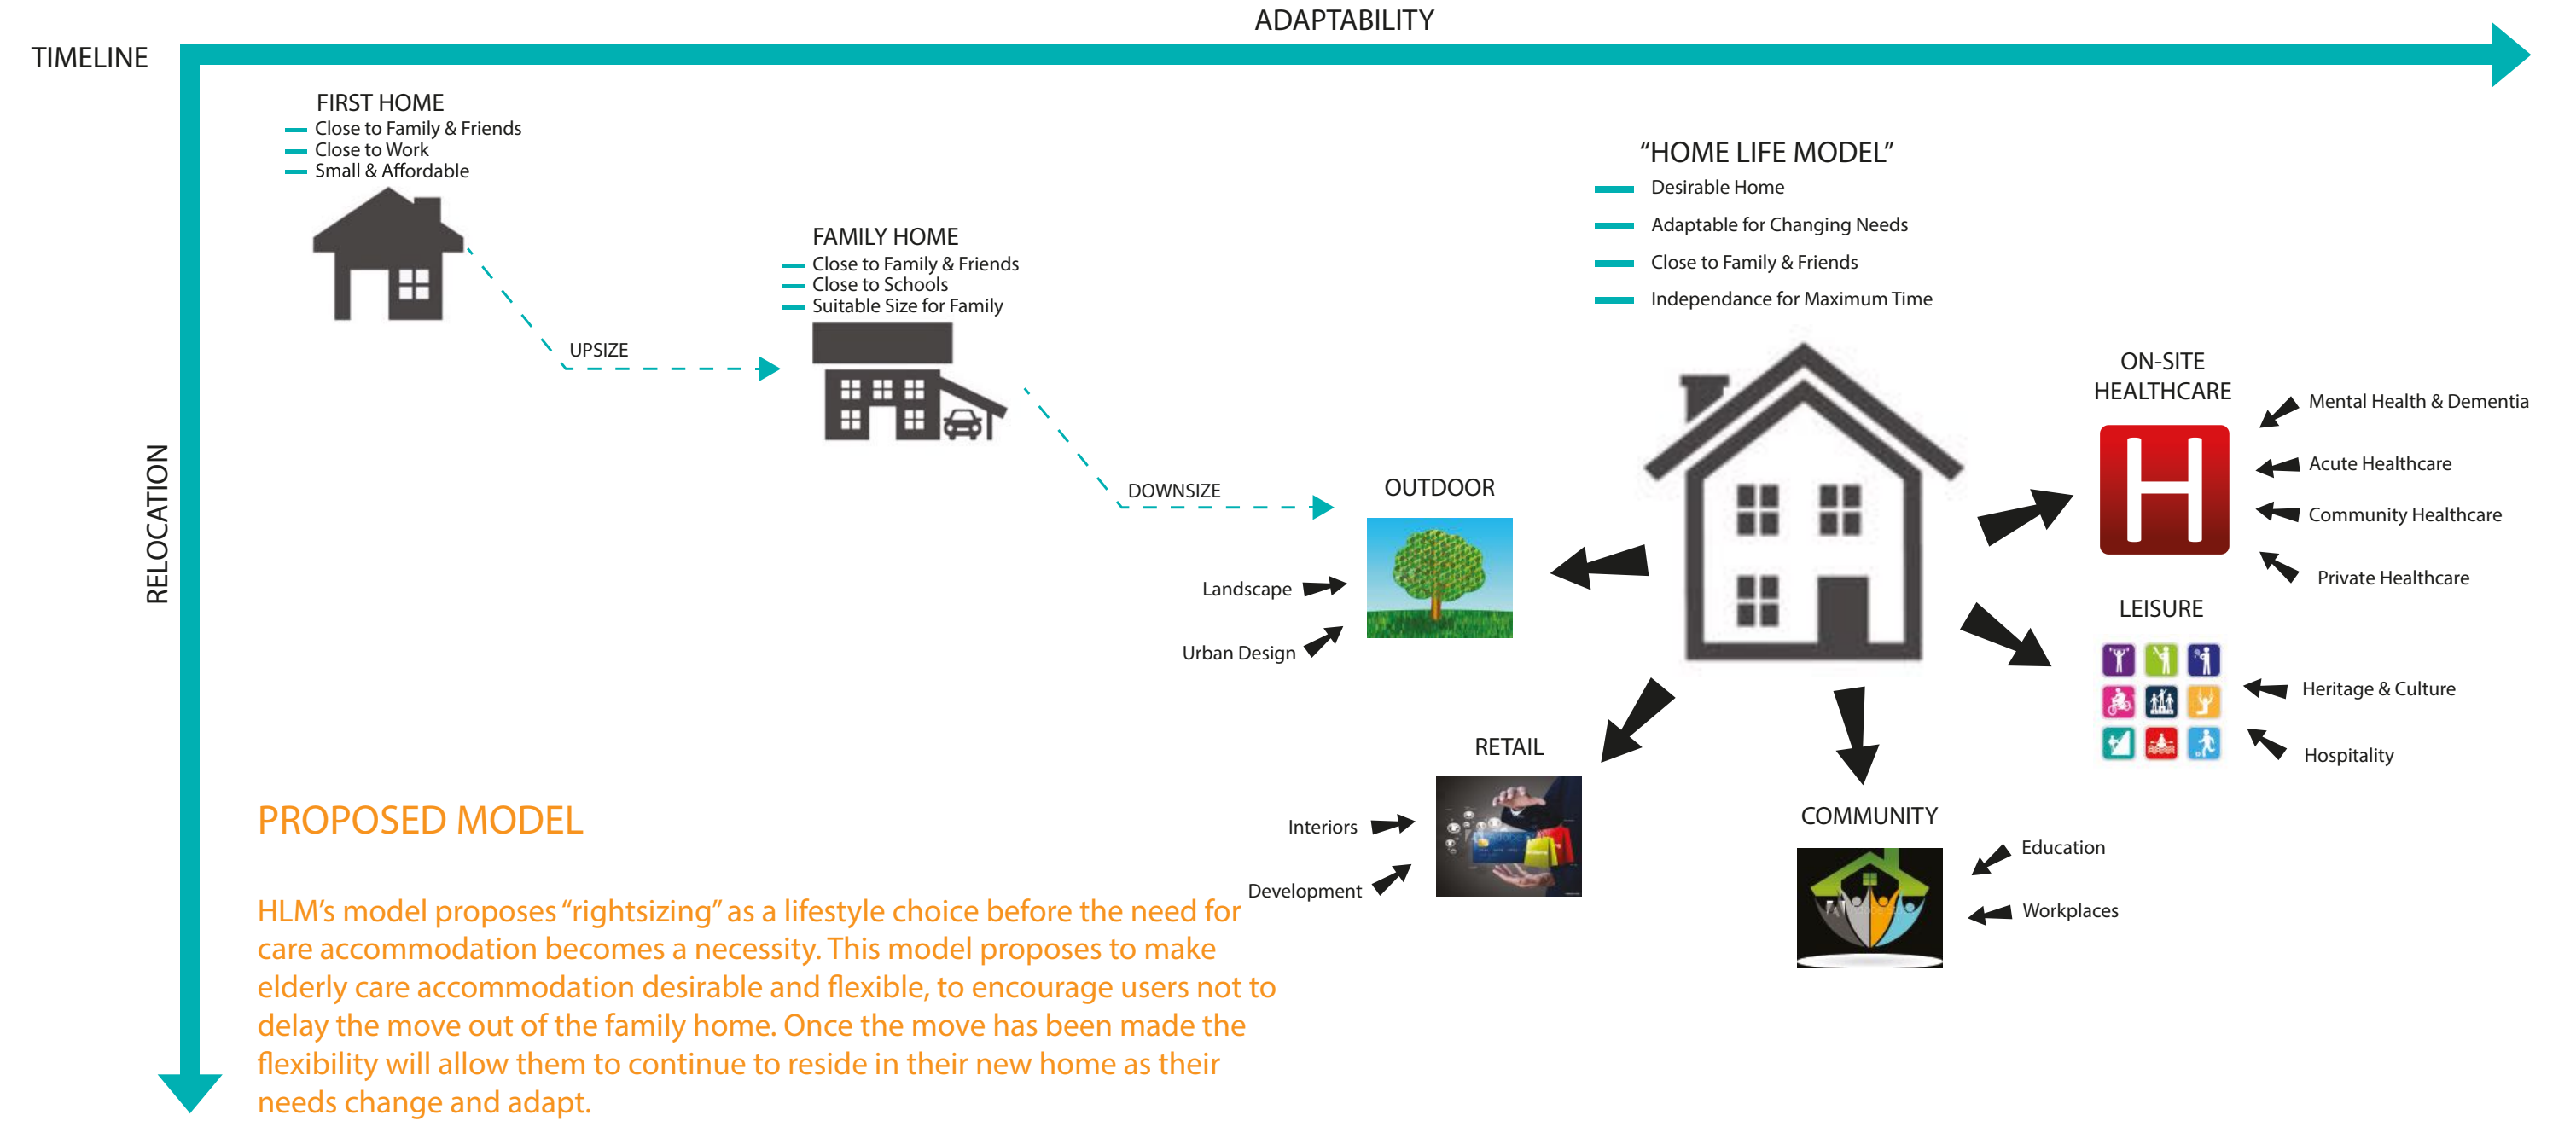 ADAPTABILITY
TIMELINE
FIRST HOME
Close to Family & Friends
Close to Work
Small & Affordable
"HOME LIFE MODEL"
Desirable Home
Adaptable for Changing Needs
Close to Family & Friends
Independance for Maximum Time
FAMILY HOME
Close to Family & Friends
Close to Schools
Suitable Size for Family
UPSIZE
DOWNSIZE
RELOCATION
ON-SITE
HEALTHCARE
H
Mental Health & Dementia
Acute Healthcare
Community Healthcare
Private Healthcare
OUTDOOR
Landscape
Urban Design
LEISURE
Heritage & Culture
Hospitality
RETAIL
Interiors
Development
COMMUNITY
Education
Workplaces
PROPOSED MODEL
HLM's model proposes "rightsizing" as a lifestyle choice before the need for
care accommodation becomes a necessity. This model proposes to make
elderly care accommodation desirable and flexible, to encourage users not to
delay the move out of the family home. Once the move has been made the
flexibility will allow them to continue to reside in their new home as their
needs change and adapt.